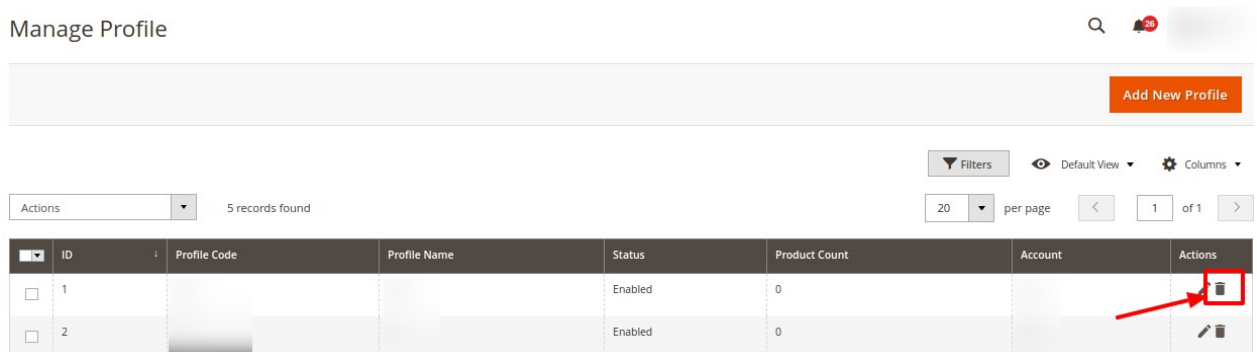 Manage Profile
26
Add New Profile
Filters
Default View
Columns
Actions
5 records found
20
per page
1
of 1
ID ↓ Profile Code Profile Name Status Product Count Account Actions
1 Enabled 0
2 Enabled 0